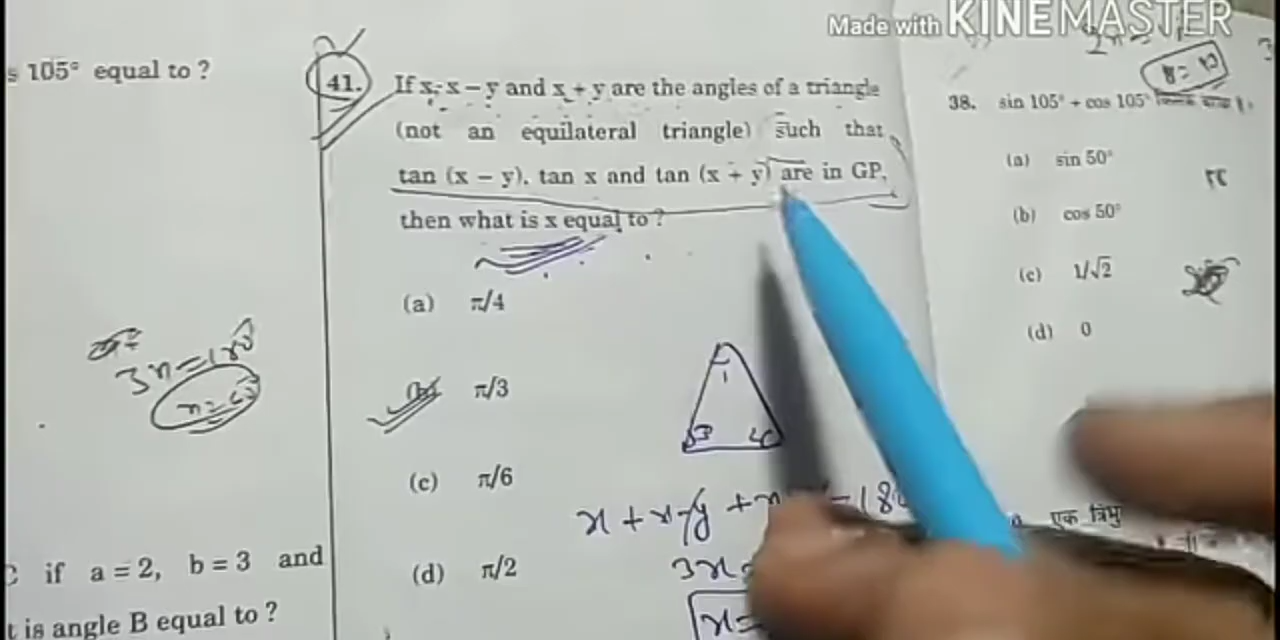 Made with KINEMASTER
s 105° equal to ?
3x = 180
C if a = 2, b = 3 and
t is angle B equal to ?
41. If x, x – y and x + y are the angles of a triangle
(not an equilateral triangle) such that
tan (x – y), tan x and tan (x + y) are in GP,
then what is x equal to ?
(a) π/4
(b) π/3
(c) π/6
(d) π/2
x + x-y + x
3x=
x=
38. sin 105° + cos 105°
(a) sin 50°
(b) cos 50°
(c) 1/√2
(d) 0
एक